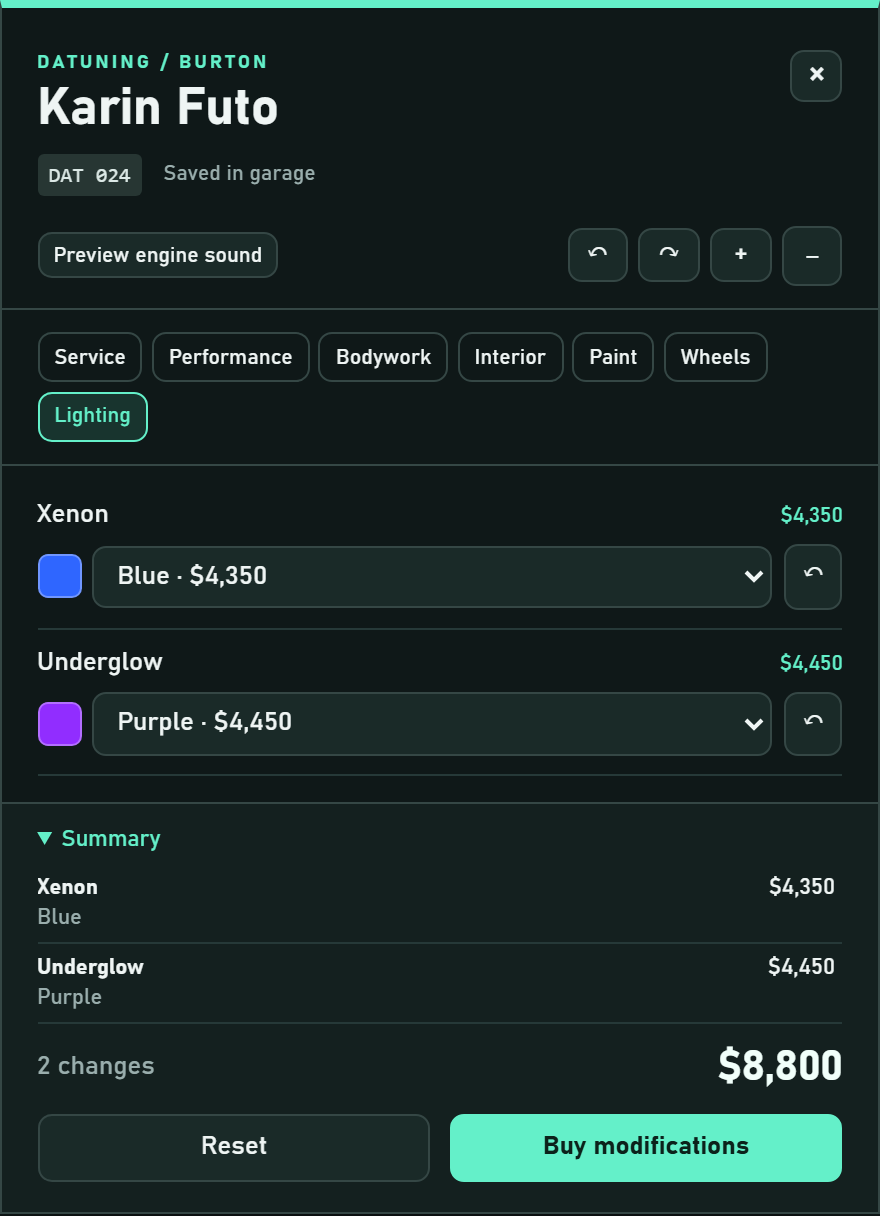 DATUNING / BURTON
Karin Futo
×
DAT 024 Saved in garage
Preview engine sound ↶ ↷ + −
Service Performance Bodywork Interior Paint Wheels
Lighting
Xenon $4,350
Blue · $4,350 ↶
Underglow $4,450
Purple · $4,450 ↶
▼ Summary
Xenon $4,350
Blue
Underglow $4,450
Purple
2 changes $8,800
Reset Buy modifications